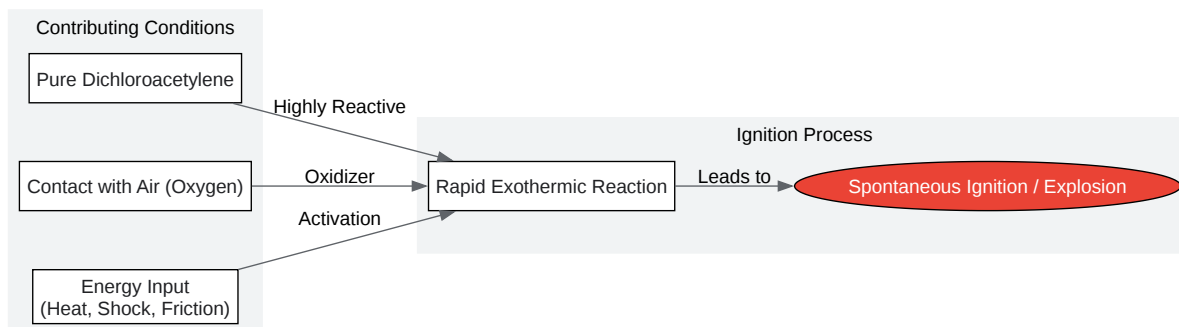 Contributing Conditions
Pure Dichloroacetylene
Highly Reactive
Ignition Process
Contact with Air (Oxygen)
Oxidizer
Rapid Exothermic Reaction
Leads to
Spontaneous Ignition / Explosion
Activation
Energy Input
(Heat, Shock, Friction)